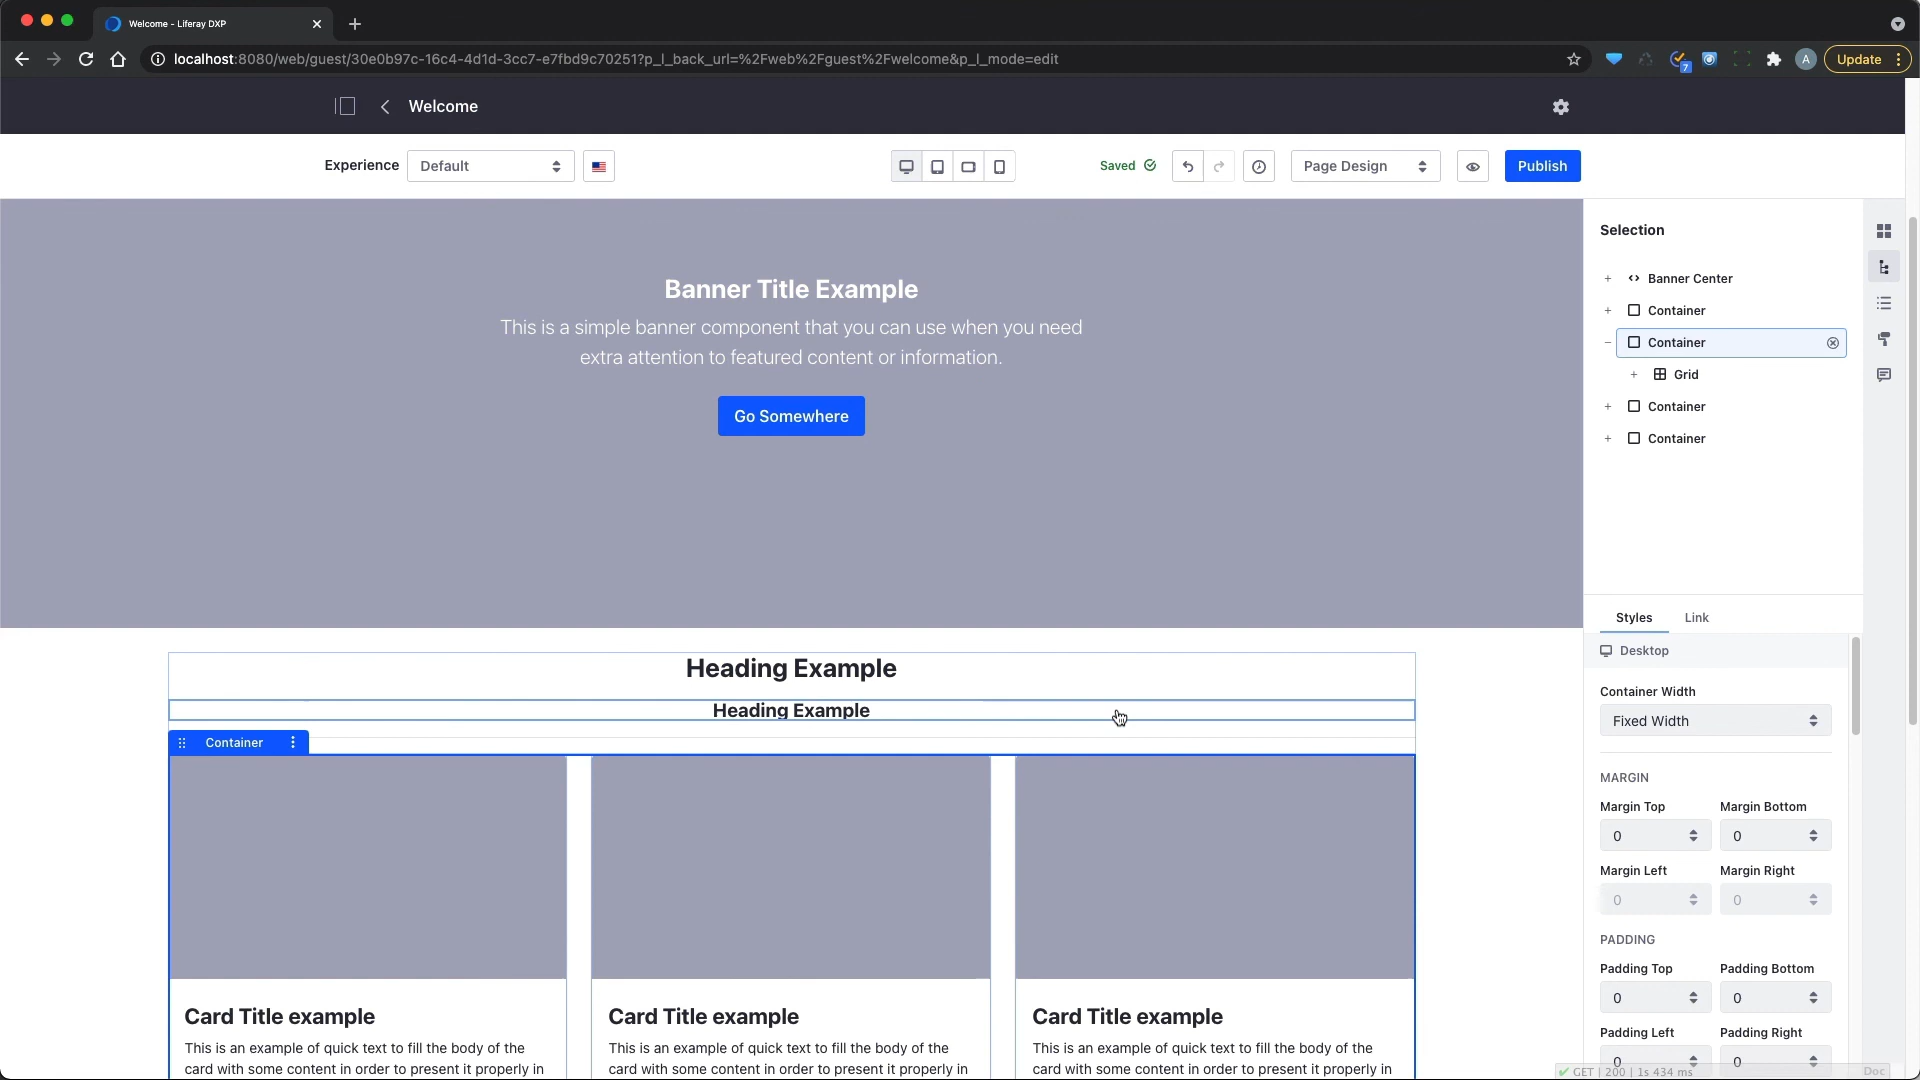 Welcome - Liferay DXP
localhost:8080/web/guest/30e0b97c-16c4-4d1d-3cc7-e7fbd9c70251?p_l_back_url=%2Fweb%2Fguest%2Fwelcome&p_l_mode=edit
7
A
Update
Welcome
Experience
Default
Saved
Page Design
Publish
Banner Title Example
This is a simple banner component that you can use when you need
extra attention to featured content or information.
Go Somewhere
Heading Example
Heading Example
Container
Card Title example
This is an example of quick text to fill the body of the
card with some content in order to present it properly in
Card Title example
This is an example of quick text to fill the body of the
card with some content in order to present it properly in
Card Title example
This is an example of quick text to fill the body of the
card with some content in order to present it properly in
Selection
Banner Center
Container
Container
Grid
Container
Container
Styles
Link
Desktop
Container Width
Fixed Width
MARGIN
Margin Top
Margin Bottom
0
0
Margin Left
Margin Right
0
0
PADDING
Padding Top
Padding Bottom
0
0
Padding Left
Padding Right
0
0
GET | 200 | 1s 434 ms
Doc